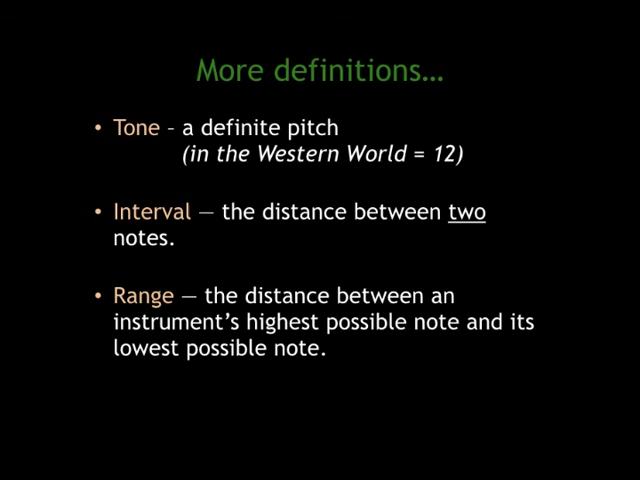 More definitions…
• Tone – a definite pitch
(in the Western World = 12)
• Interval — the distance between two
notes.
• Range — the distance between an
instrument’s highest possible note and its
lowest possible note.